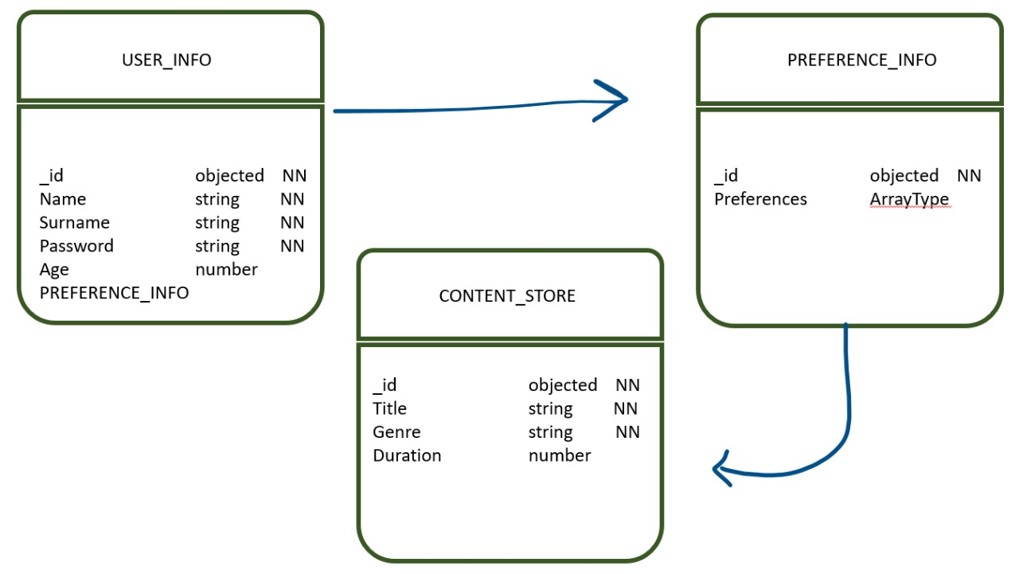 USER_INFO
_id objected NN
Name string NN
Surname string NN
Password string NN
Age number
PREFERENCE_INFO
PREFERENCE_INFO
_id objected NN
Preferences ArrayType
CONTENT_STORE
_id objected NN
Title string NN
Genre string NN
Duration number